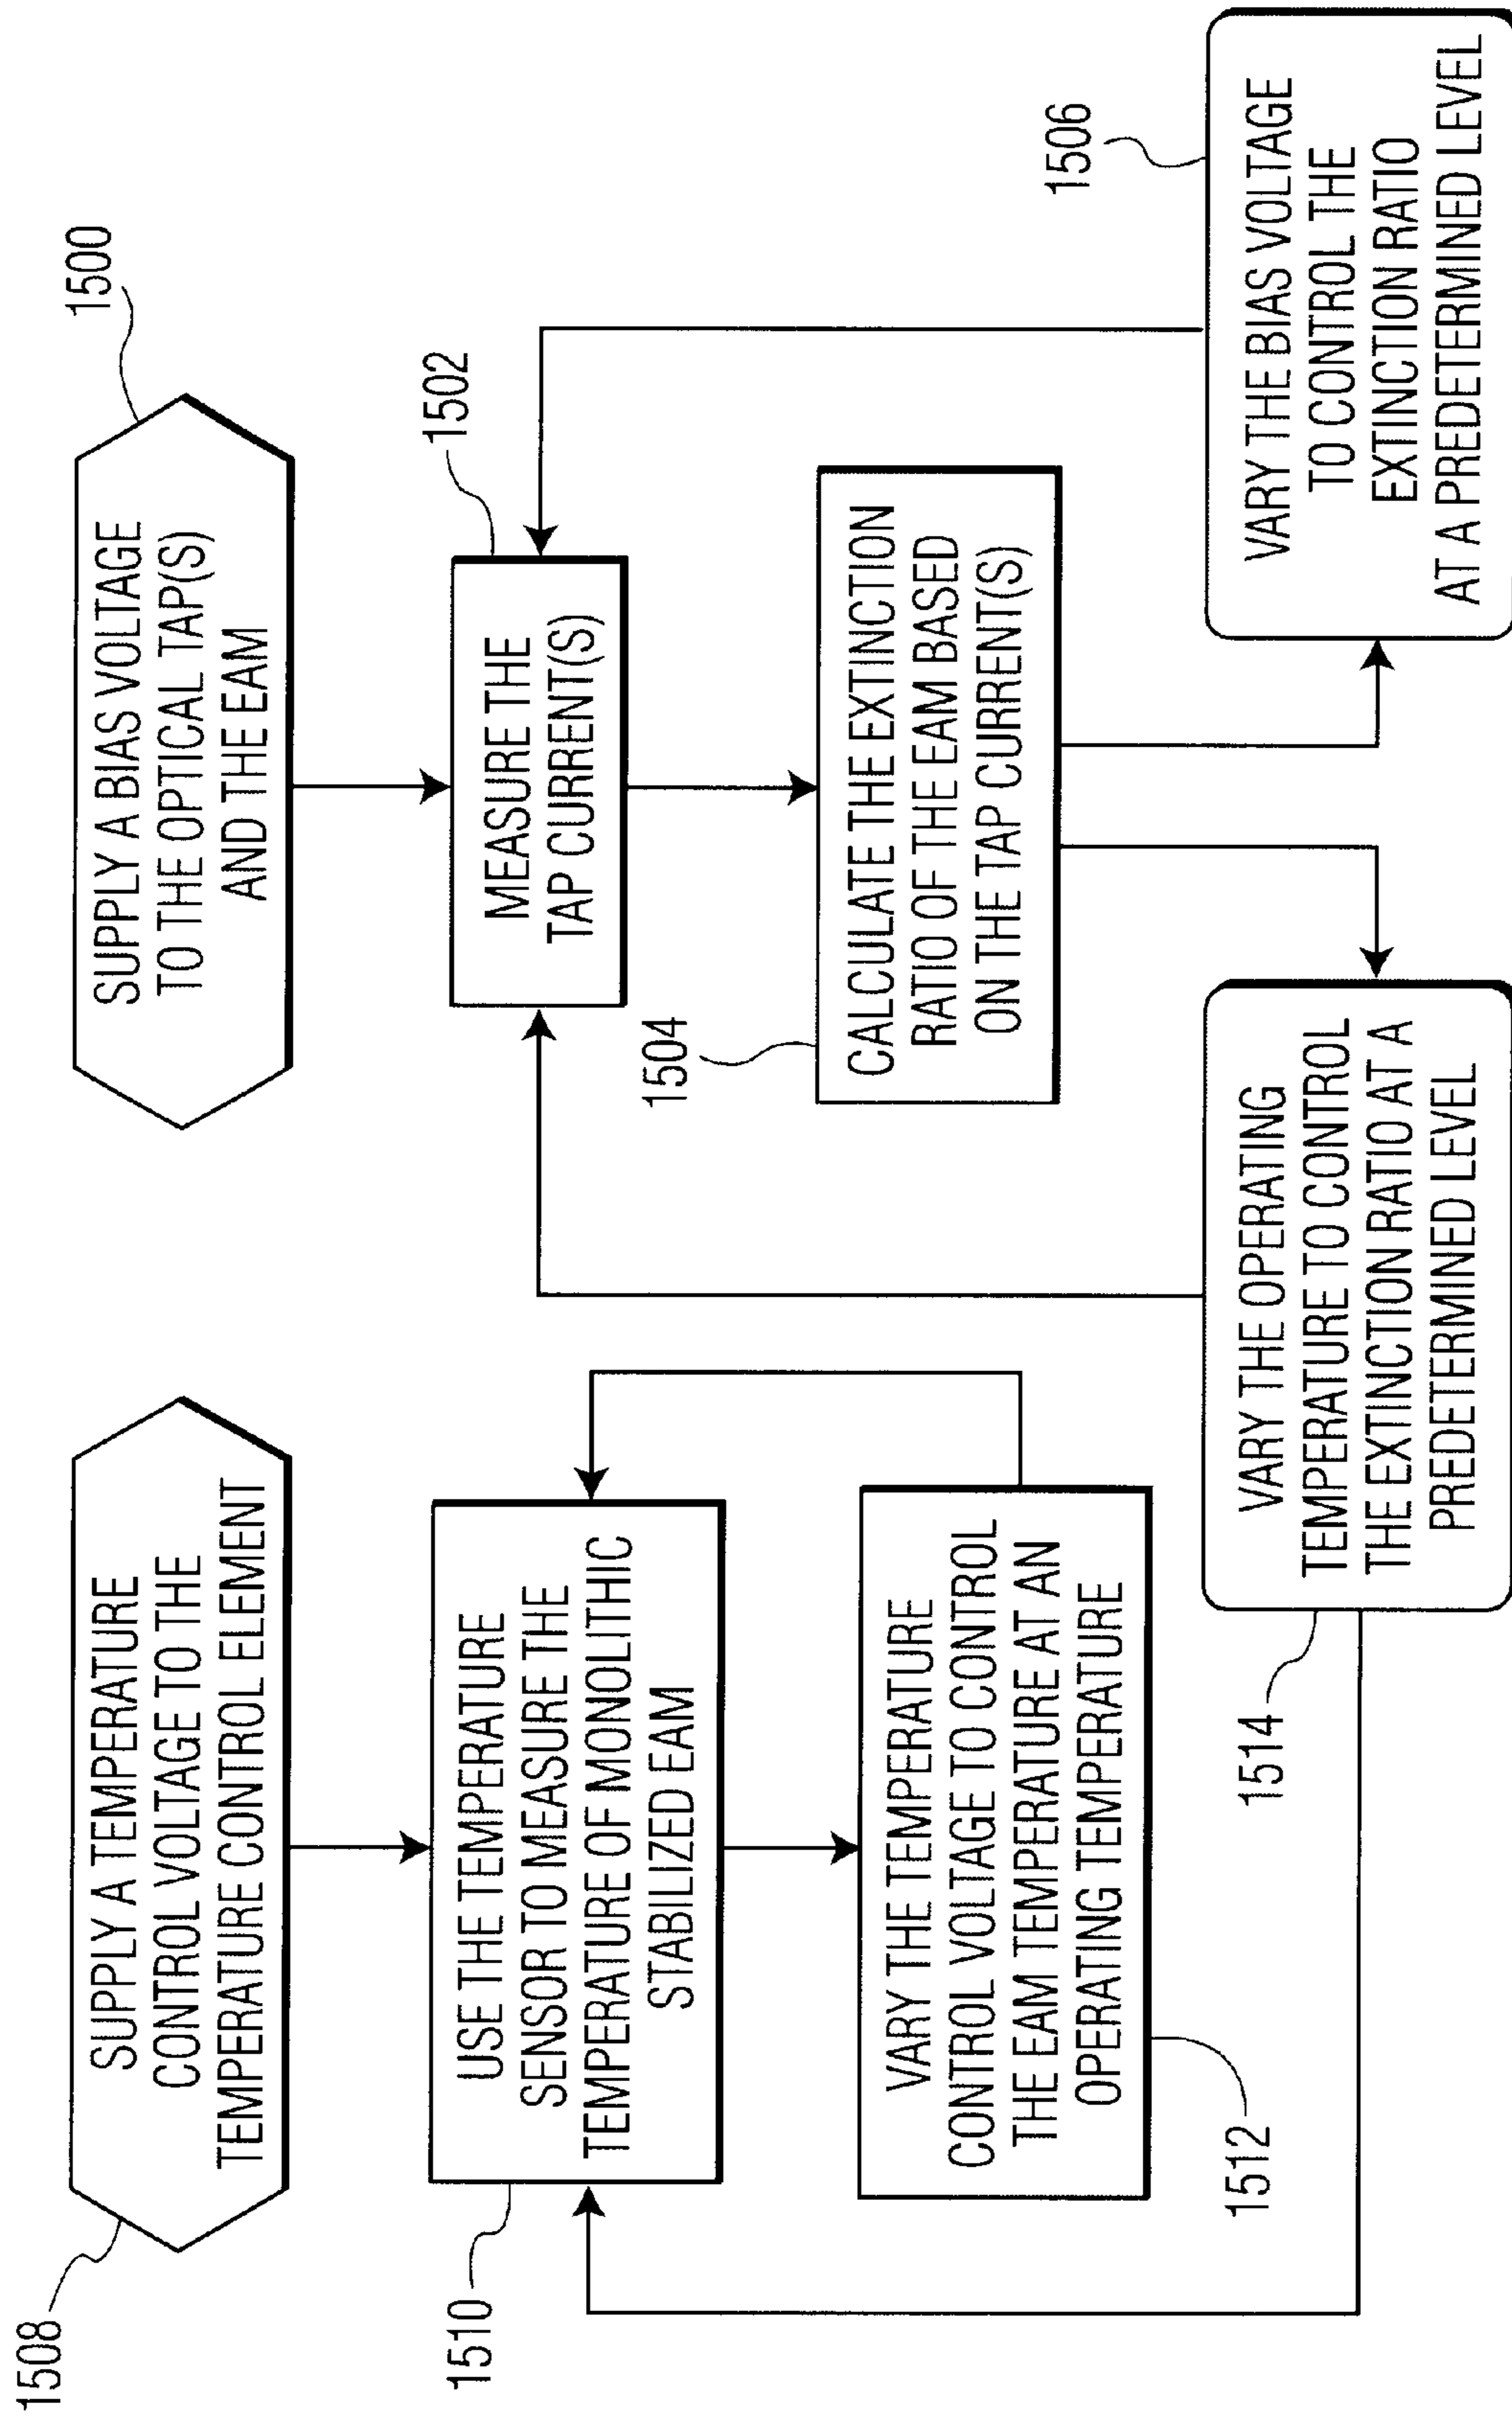 1508
SUPPLY A TEMPERATURE
CONTROL VOLTAGE TO THE
TEMPERATURE CONTROL ELEMENT
1510
USE THE TEMPERATURE
SENSOR TO MEASURE THE
TEMPERATURE OF MONOLITHIC
STABILIZED EAM
VARY THE TEMPERATURE
CONTROL VOLTAGE TO CONTROL
THE EAM TEMPERATURE AT AN
OPERATING TEMPERATURE
1512
1500
SUPPLY A BIAS VOLTAGE
TO THE OPTICAL TAP(S)
AND THE EAM
1502
MEASURE THE
TAP CURRENT(S)
1504
CALCULATE THE EXTINCTION
RATIO OF THE EAM BASED
ON THE TAP CURRENT(S)
1514
VARY THE OPERATING
TEMPERATURE TO CONTROL
THE EXTINCTION RATIO AT A
PREDETERMINED LEVEL
1506
VARY THE BIAS VOLTAGE
TO CONTROL THE
EXTINCTION RATIO
AT A PREDETERMINED LEVEL